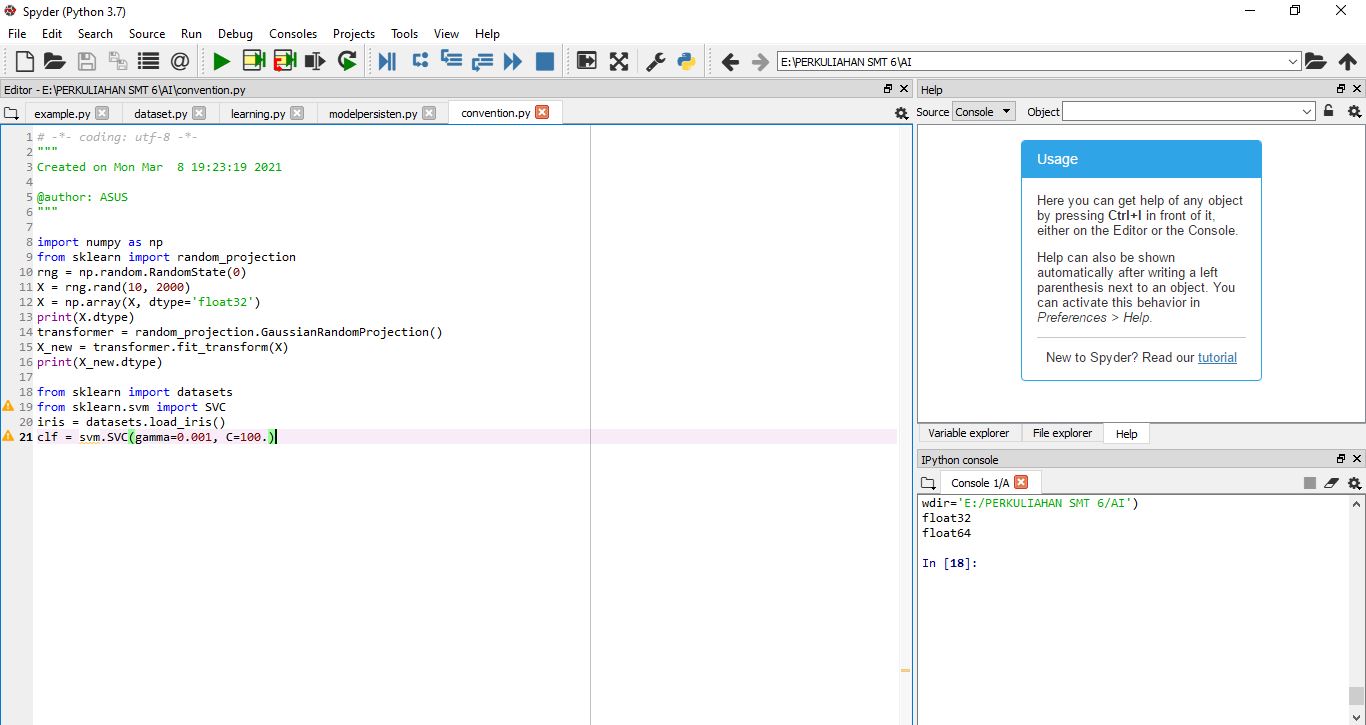 Spyder (Python 3.7)
File Edit Search Source Run Debug Consoles Projects Tools View Help
E:\PERKULIAHAN SMT 6\AI
Editor - E:\PERKULIAHAN SMT 6\AI\convention.py
example.py dataset.py learning.py modelpersisten.py convention.py
1 # -*- coding: utf-8 -*-
2 """
3 Created on Mon Mar  8 19:23:19 2021
4
5 @author: ASUS
6 """
7
8 import numpy as np
9 from sklearn import random_projection
10 rng = np.random.RandomState(0)
11 X = rng.rand(10, 2000)
12 X = np.array(X, dtype='float32')
13 print(X.dtype)
14 transformer = random_projection.GaussianRandomProjection()
15 X_new = transformer.fit_transform(X)
16 print(X_new.dtype)
17
18 from sklearn import datasets
19 from sklearn.svm import SVC
20 iris = datasets.load_iris()
21 clf = svm.SVC(gamma=0.001, C=100.)
Help
Source Console Object
Usage
Here you can get help of any object
by pressing Ctrl+I in front of it,
either on the Editor or the Console.
Help can also be shown
automatically after writing a left
parenthesis next to an object. You
can activate this behavior in
Preferences > Help.
New to Spyder? Read our tutorial
Variable explorer File explorer Help
IPython console
Console 1/A
wdir='E:/PERKULIAHAN SMT 6/AI')
float32
float64
In [18]: